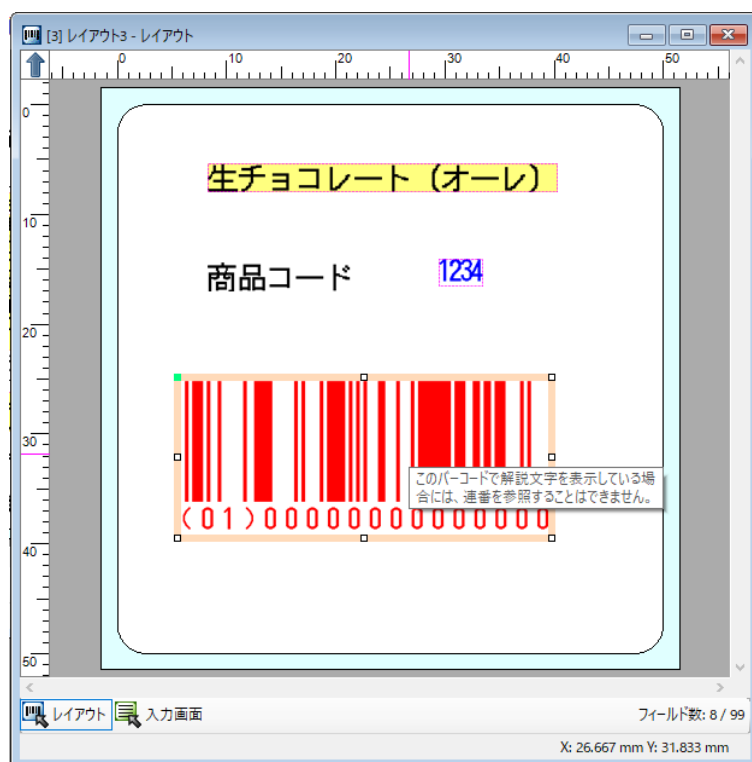 [3] レイアウト3 - レイアウト
0 10 20 30 40 50
0
10
20
30
40
50
生チョコレート（オーレ）
商品コード 1234
このバーコードで解説文字を表示している場
合には、連番を参照することはできません。
(01)00000000000000
レイアウト 入力画面 フィールド数: 8 / 99
X: 26.667 mm Y: 31.833 mm